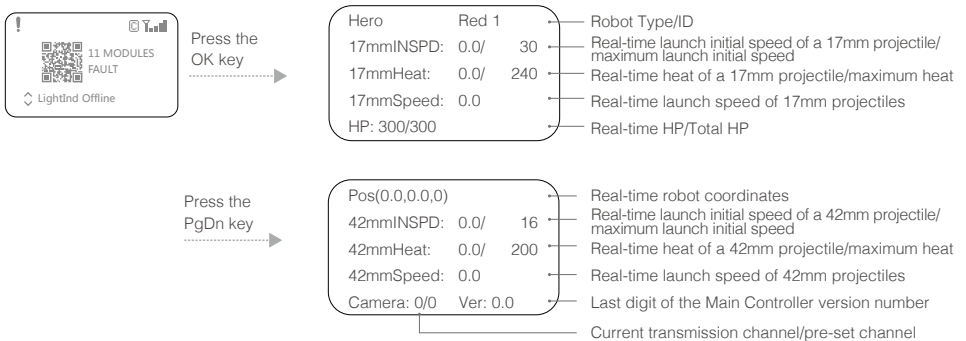 !
11 MODULES
FAULT
LightInd Offline
Press the
OK key
Hero Red 1
17mmINSPD: 0.0/ 30
17mmHeat: 0.0/ 240
17mmSpeed: 0.0
HP: 300/300
Robot Type/ID
Real-time launch initial speed of a 17mm projectile/
maximum launch initial speed
Real-time heat of a 17mm projectile/maximum heat
Real-time launch speed of 17mm projectiles
Real-time HP/Total HP
Press the
PgDn key
Pos(0.0,0.0,0)
42mmINSPD: 0.0/ 16
42mmHeat: 0.0/ 200
42mmSpeed: 0.0
Camera: 0/0 Ver: 0.0
Real-time robot coordinates
Real-time launch initial speed of a 42mm projectile/
maximum launch initial speed
Real-time heat of a 42mm projectile/maximum heat
Real-time launch speed of 42mm projectiles
Last digit of the Main Controller version number
Current transmission channel/pre-set channel